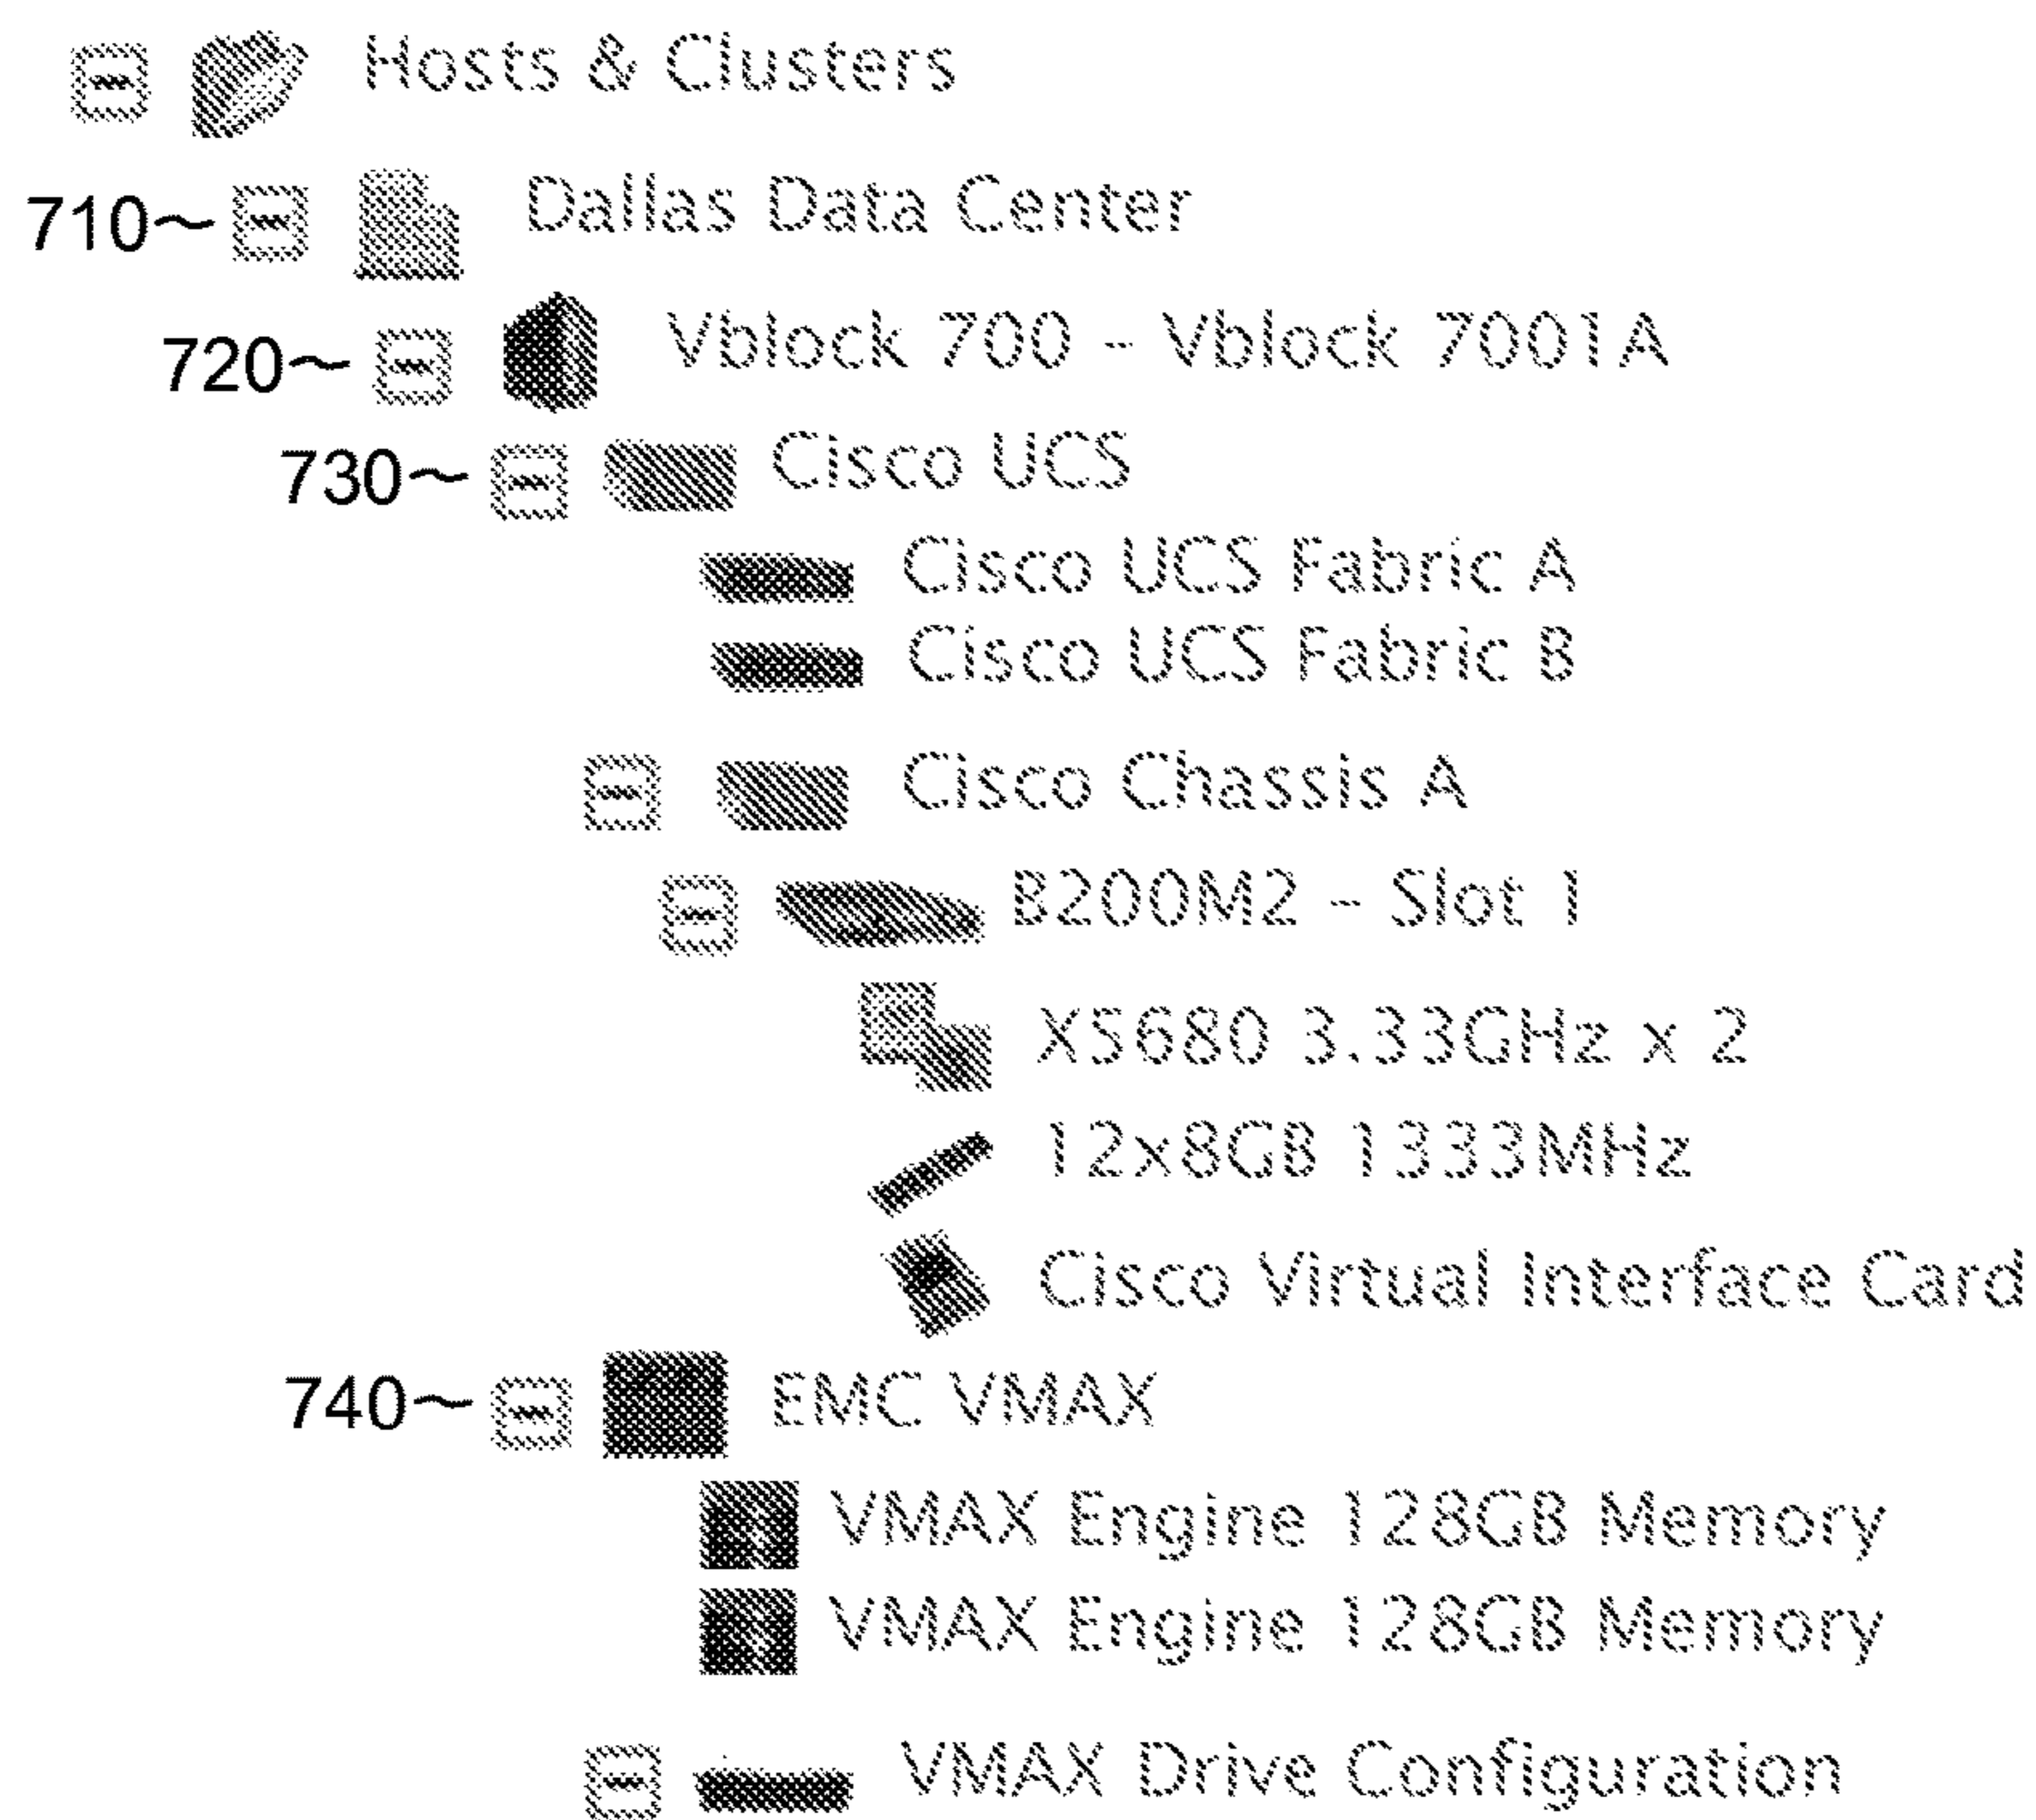 Hosts & Clusters
710~ Dallas Data Center
720~ Vblock 700 - Vblock 7001A
730~ Cisco UCS
Cisco UCS Fabric A
Cisco UCS Fabric B
Cisco Chassis A
B200M2 - Slot 1
X5680 3.33GHz x 2
12x8GB 1333MHz
Cisco Virtual Interface Card
740~ EMC VMAX
VMAX Engine 128GB Memory
VMAX Engine 128GB Memory
VMAX Drive Configuration